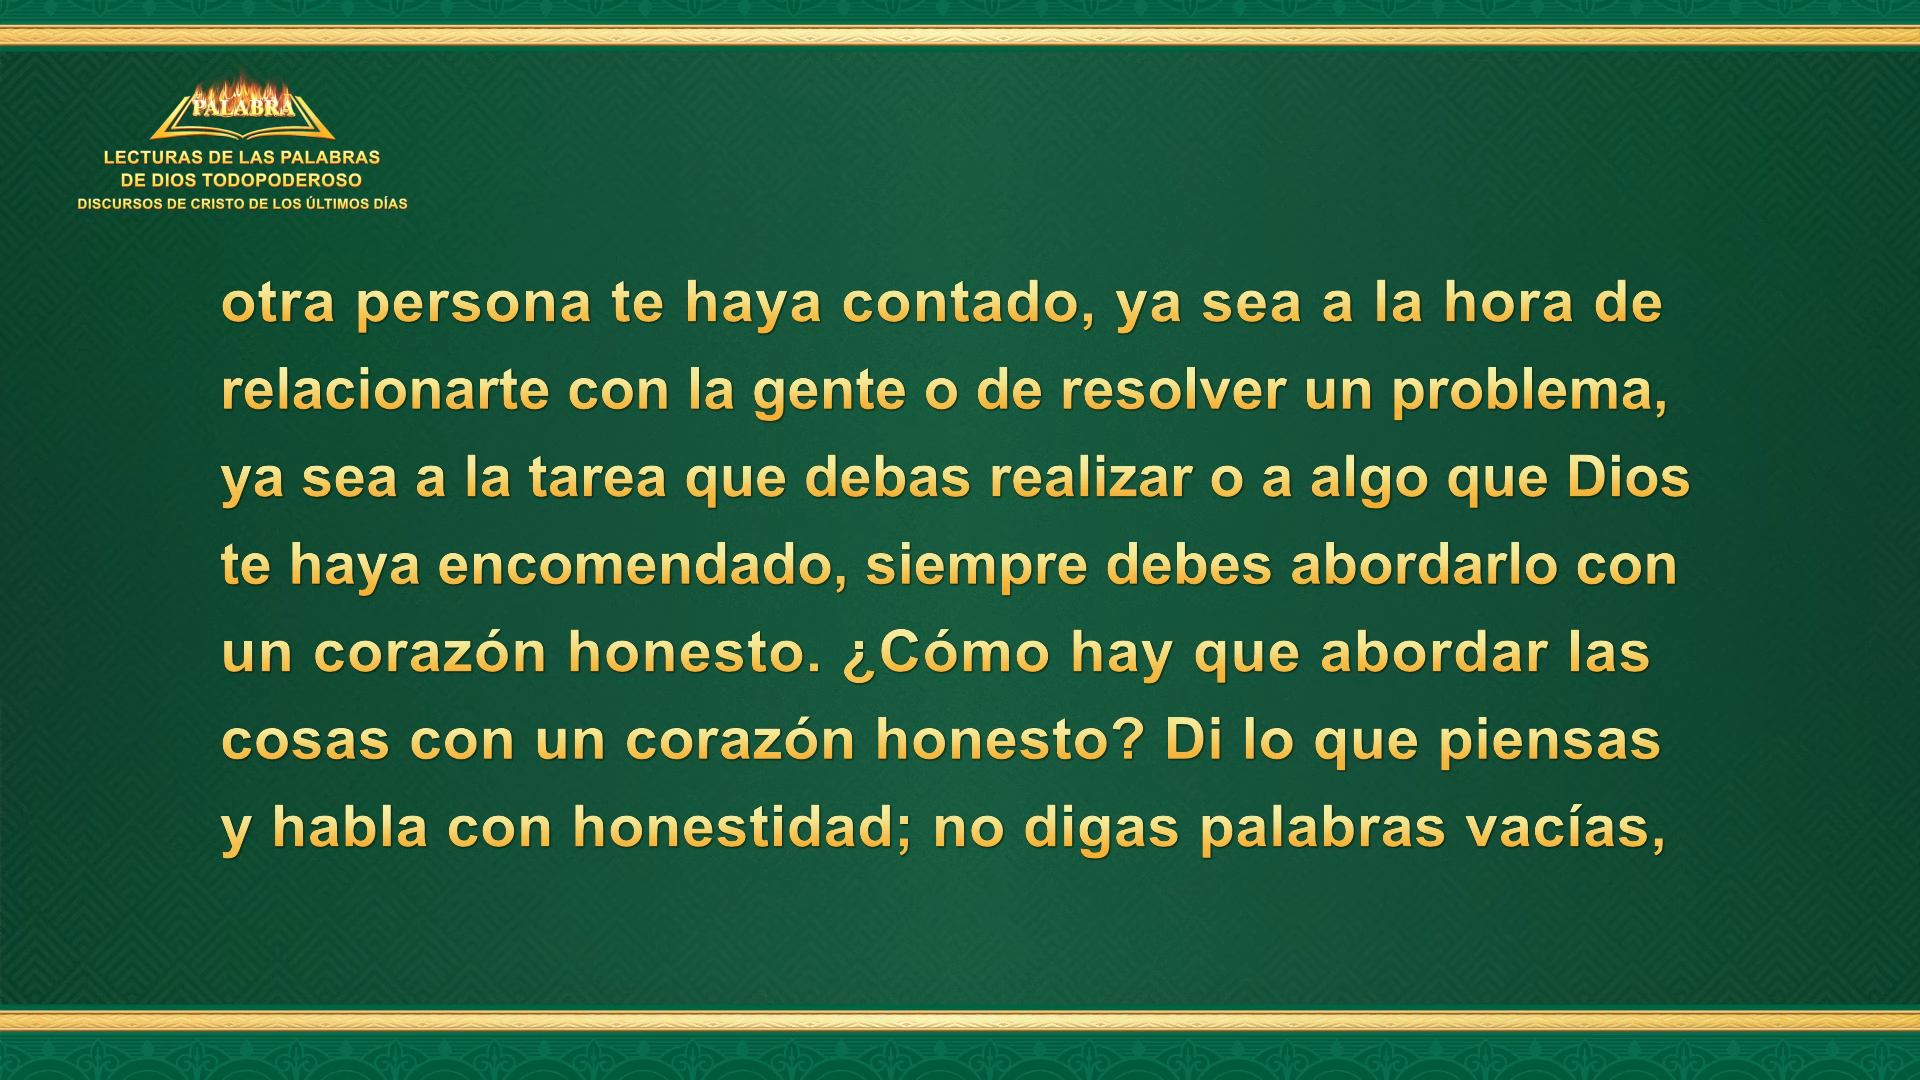 PALABRA
LECTURAS DE LAS PALABRAS
DE DIOS TODOPODEROSO
DISCURSOS DE CRISTO DE LOS ÚLTIMOS DÍAS
otra persona te haya contado, ya sea a la hora de
relacionarte con la gente o de resolver un problema,
ya sea a la tarea que debas realizar o a algo que Dios
te haya encomendado, siempre debes abordarlo con
un corazón honesto. ¿Cómo hay que abordar las
cosas con un corazón honesto? Di lo que piensas
y habla con honestidad; no digas palabras vacías,